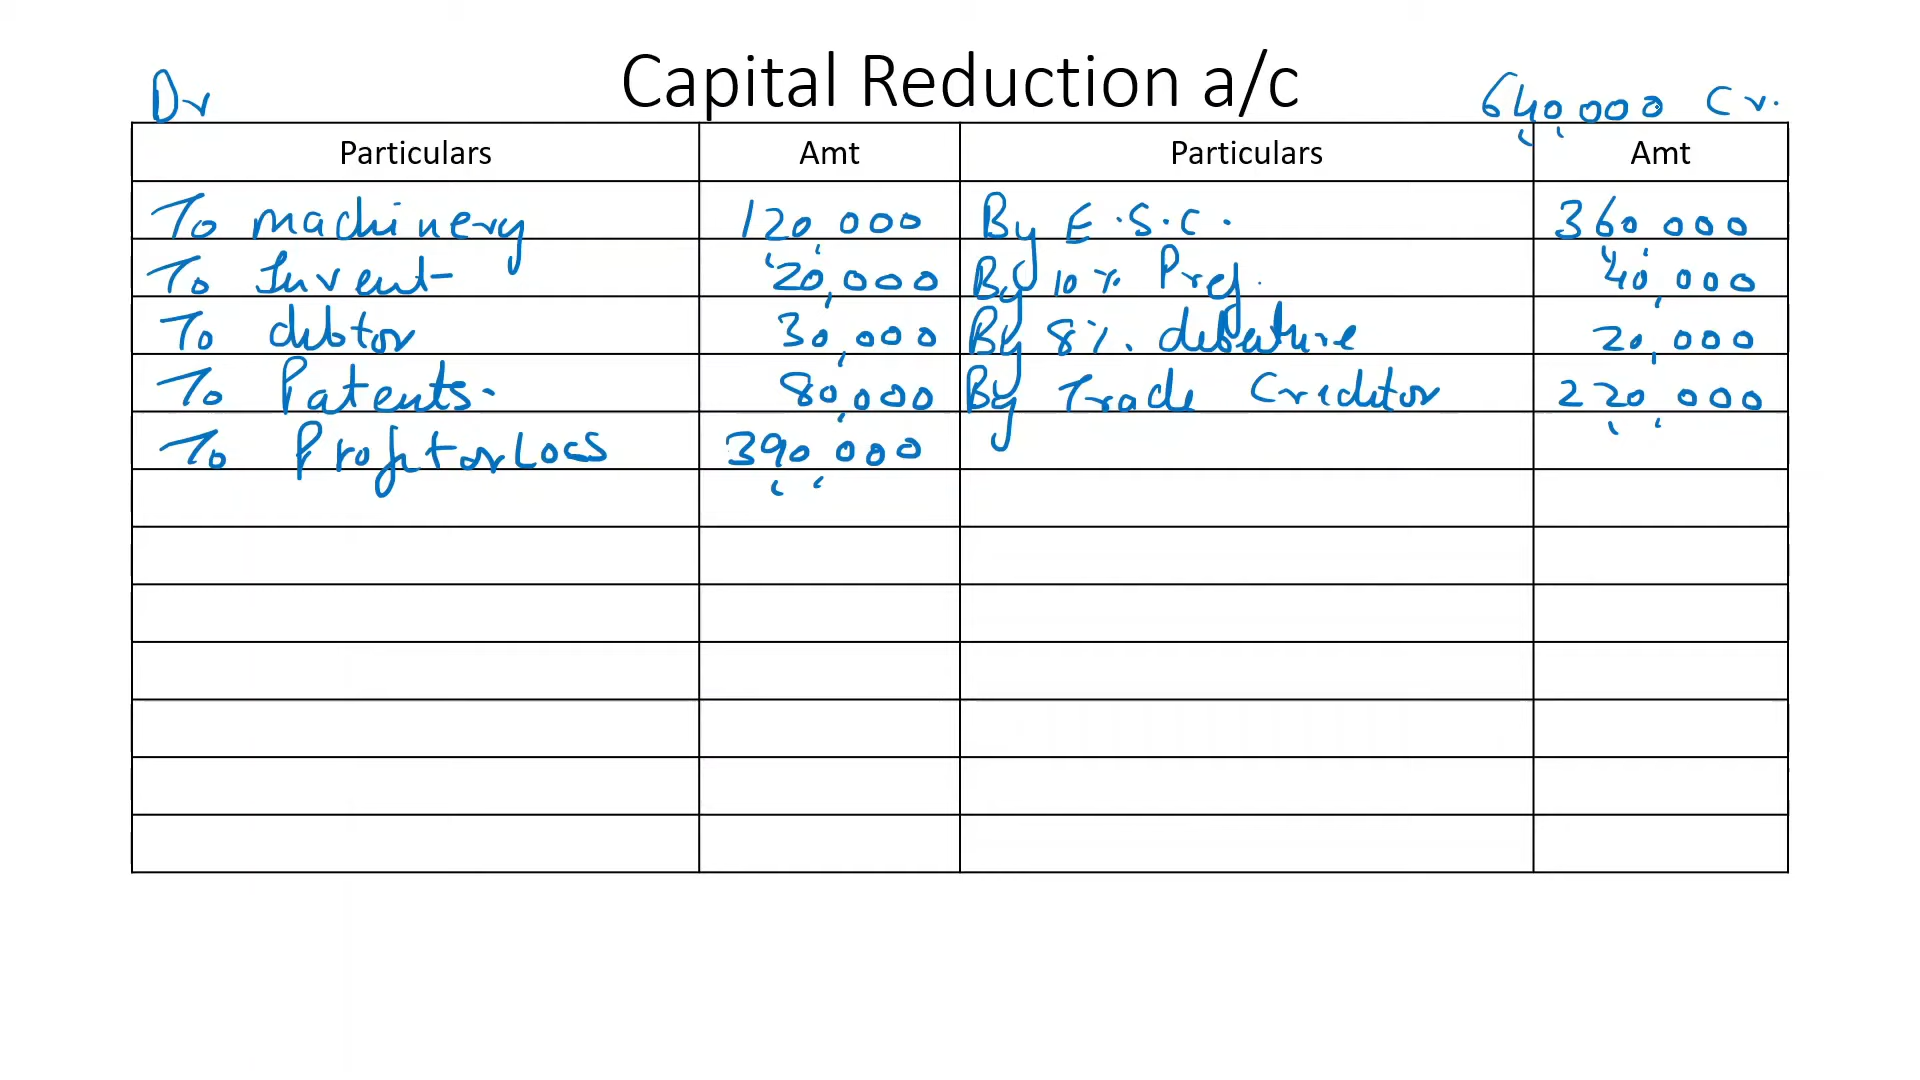 Capital Reduction a/c
Dr 640,000 Cr.
Particulars Amt Particulars Amt
To machinery 120,000 By E.S.C. 360,000
To Invent 20,000 By 10% Pref. 40,000
To debtor 30,000 By 8%. debenture 20,000
To Patents. 80,000 By Trade Creditor 220,000
To Profit or Loss 390,000